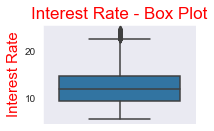 Interest Rate - Box Plot
Interest Rate
20
10